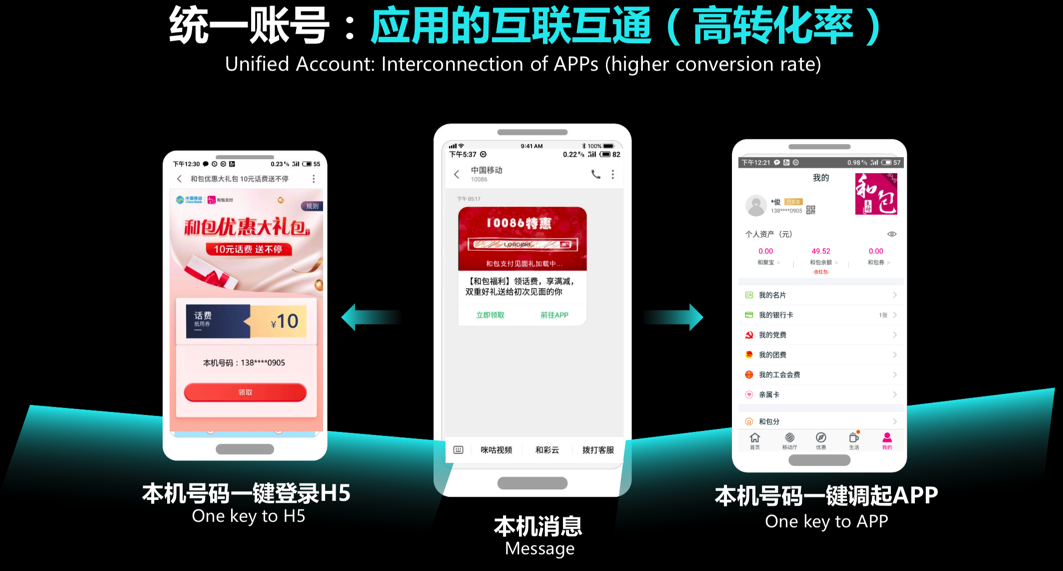 统一账号：应用的互联互通（高转化率）
Unified Account: Interconnection of APPs (higher conversion rate)
下午12:30
0.23%
55
和包优惠大礼包 10元话费送不停
中国移动
和包支付
规则
和包优惠大礼包
10元话费 送不停
话费
抵用券
¥10
本机号码：138****0905
领取
本机号码一键登录H5
One key to H5
9:41 AM
100%
下午5:37
0.22%
82
中国移动
10086
下午 05:17
10086特惠
LOADING
和包支付见面礼加载中...
【和包福利】领话费，享满减，
双重好礼送给初次见面的你
立即领取
前往APP
咪咕视频
和彩云
拨打客服
本机消息
Message
下午12:21
0.98%
57
我的
和包
*俊
138****0905
个人资产（元）
0.00
49.52
0.00
和聚宝
和包余额
和包券
·收红包·
我的名片
我的银行卡
1张
我的党费
我的团费
我的工会会费
亲属卡
和包分
首页
移动厅
优惠
生活
我的
本机号码一键调起APP
One key to APP